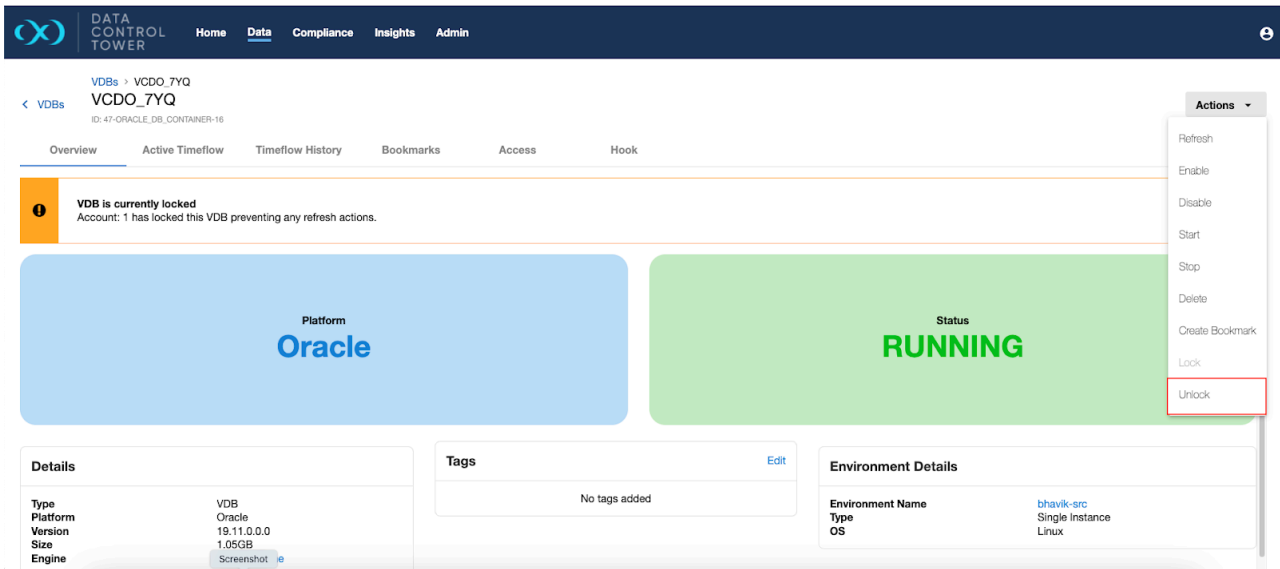 DATA
CONTROL
TOWER
Home Data Compliance Insights Admin
VDBs > VCDO_7YQ
< VDBs
VCDO_7YQ
ID: 47-ORACLE_DB_CONTAINER-16
Actions
Overview Active Timeflow Timeflow History Bookmarks Access Hook
Refresh
Enable
Disable
Start
Stop
Delete
Create Bookmark
Lock
Unlock
VDB is currently locked
Account: 1 has locked this VDB preventing any refresh actions.
Platform
Oracle
Status
RUNNING
Details
Type VDB
Platform Oracle
Version 19.11.0.0.0
Size 1.05GB
Engine
Screenshot
Tags Edit
No tags added
Environment Details
Environment Name bhavik-src
Type Single Instance
OS Linux